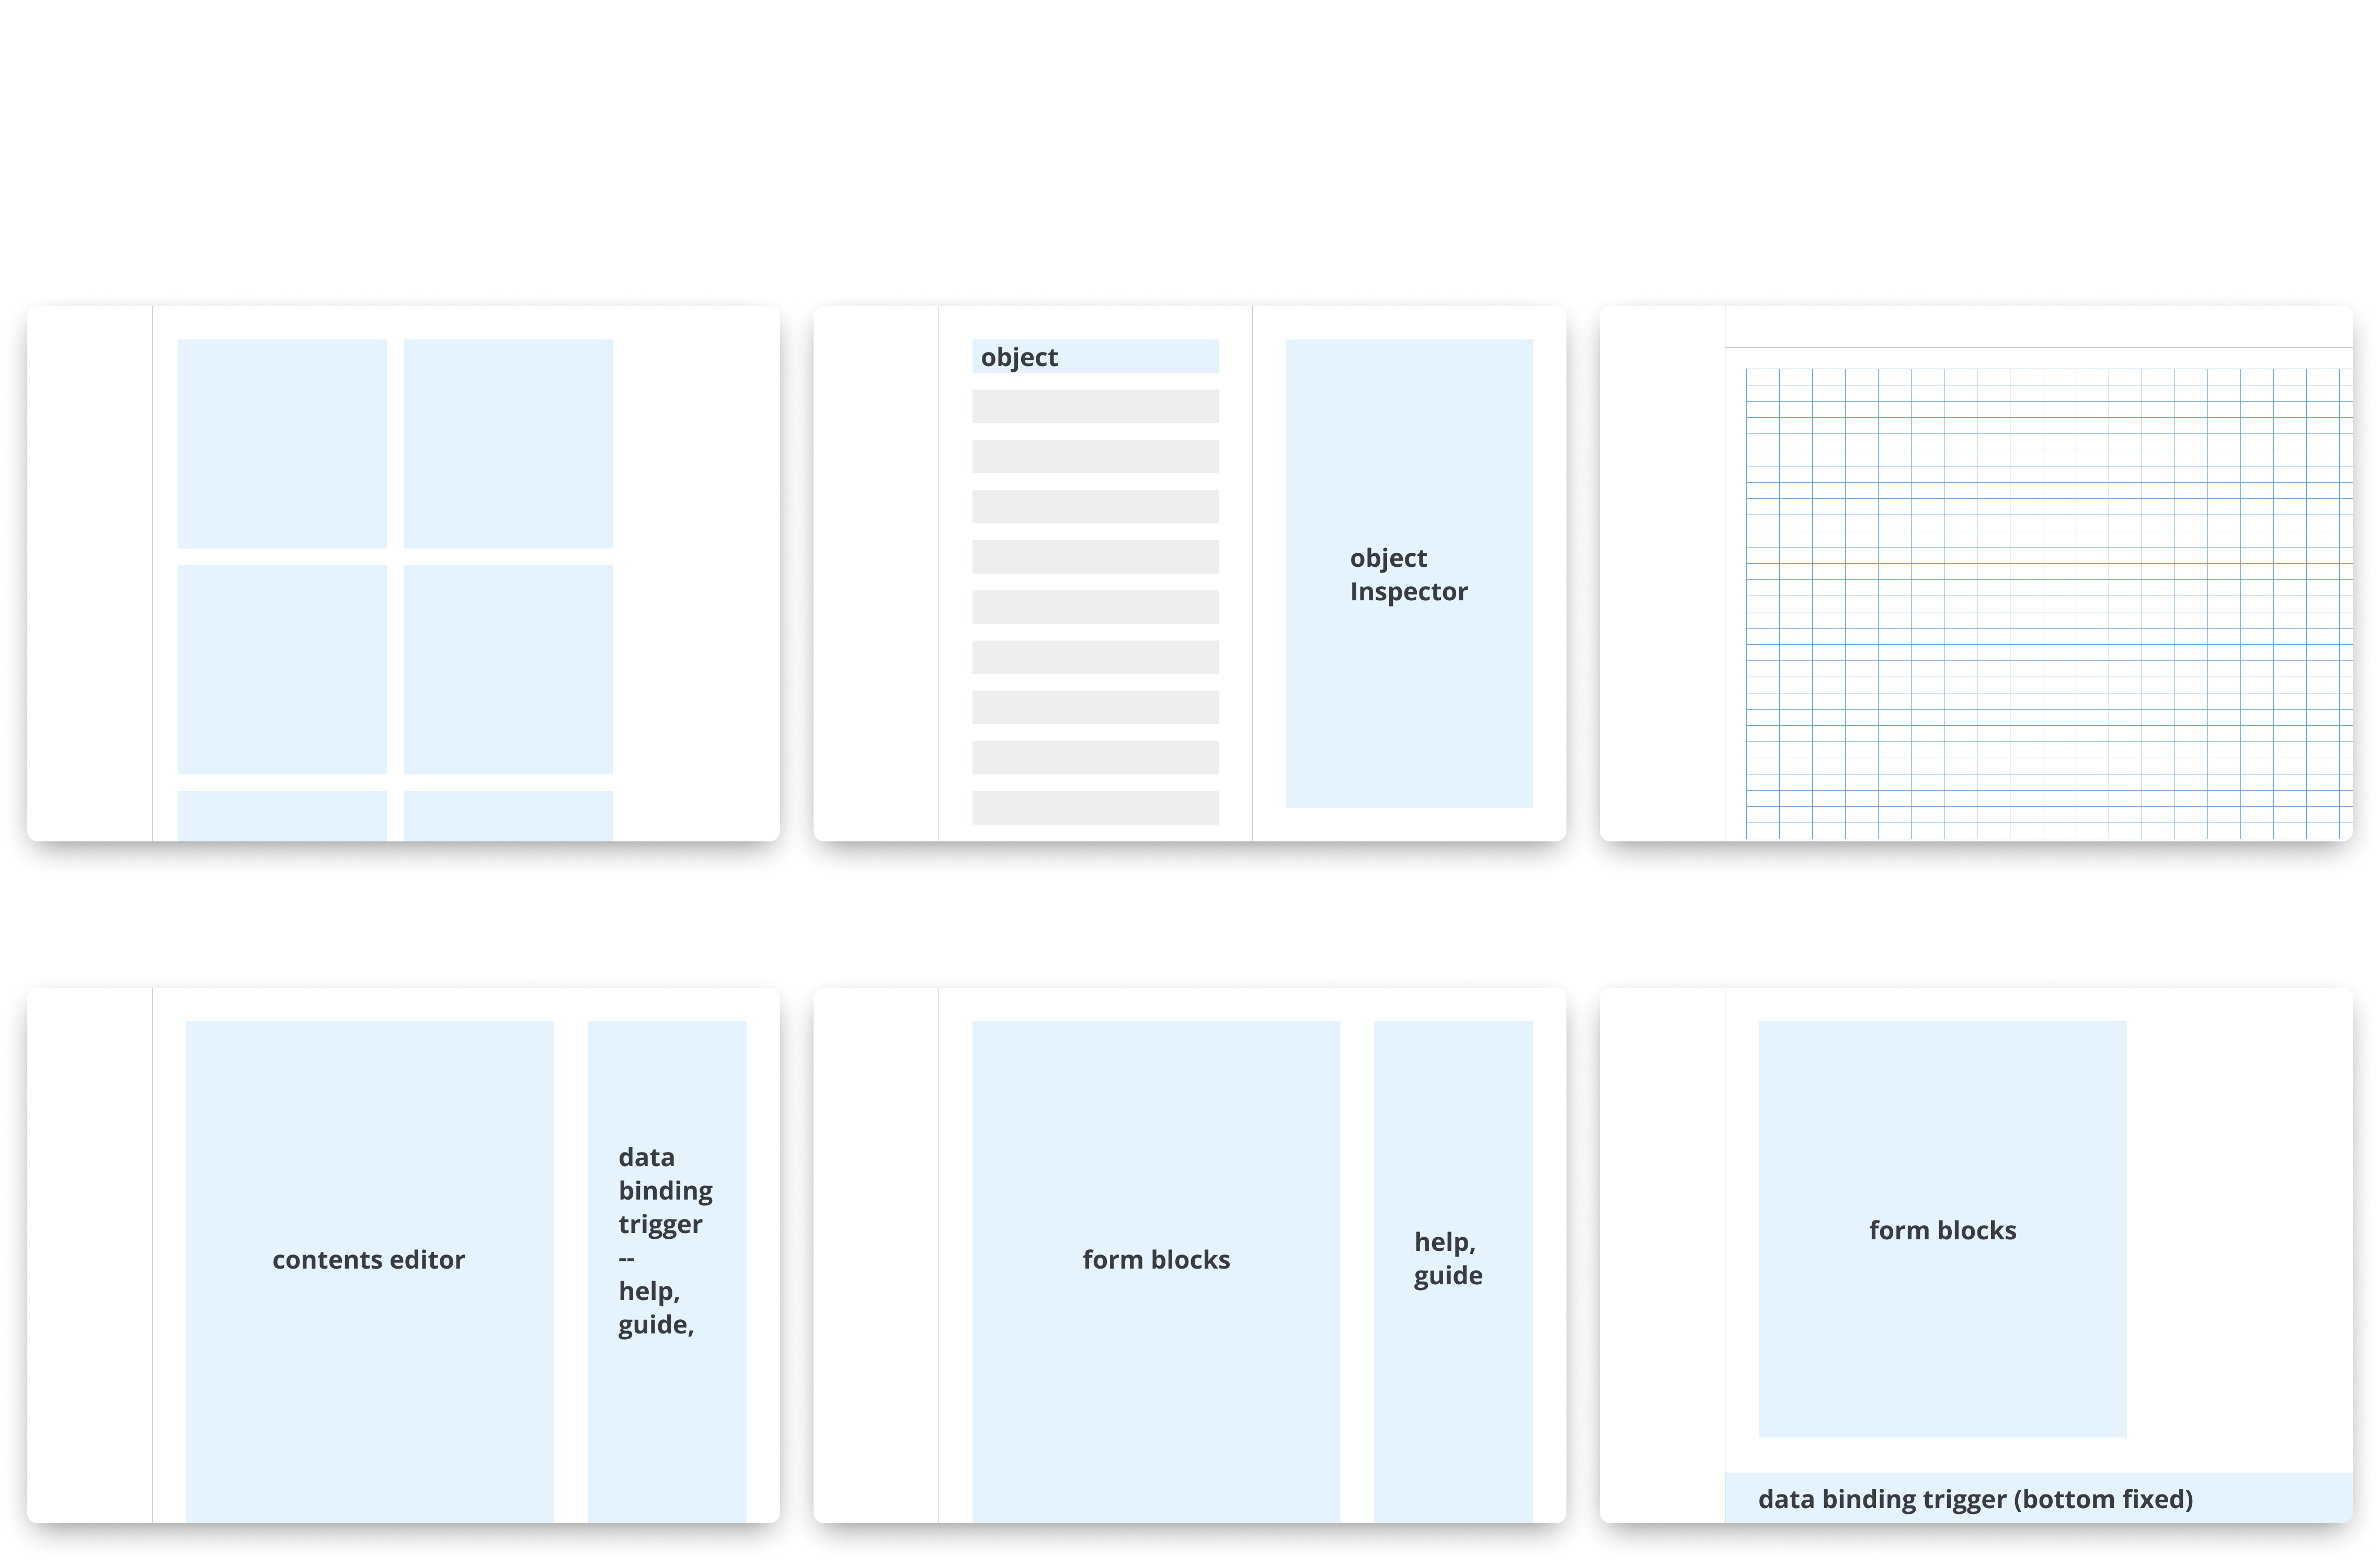 object
object
Inspector
contents editor
data
binding
trigger
--
help,
guide,
form blocks
help,
guide
form blocks
data binding trigger (bottom fixed)